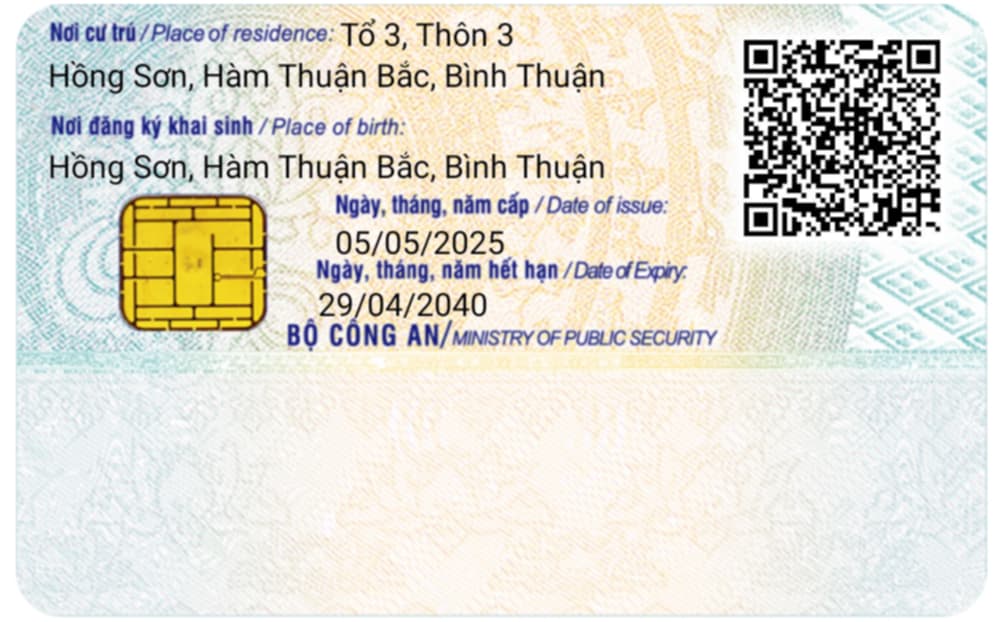 Nơi cư trú / Place of residence: Tổ 3, Thôn 3
Hồng Sơn, Hàm Thuận Bắc, Bình Thuận
Nơi đăng ký khai sinh / Place of birth:
Hồng Sơn, Hàm Thuận Bắc, Bình Thuận
Ngày, tháng, năm cấp / Date of issue:
05/05/2025
Ngày, tháng, năm hết hạn / Date of Expiry:
29/04/2040
BỘ CÔNG AN/MINISTRY OF PUBLIC SECURITY